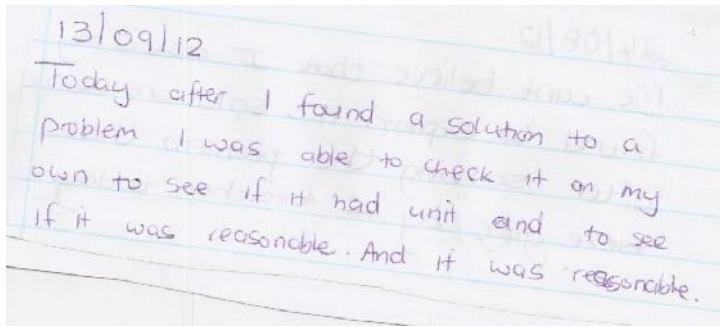 13/09/12
Today after I found a solution to a
problem I was able to check it on my
own to see if it had unit and to see
if it was reasonable. And it was reasonable.